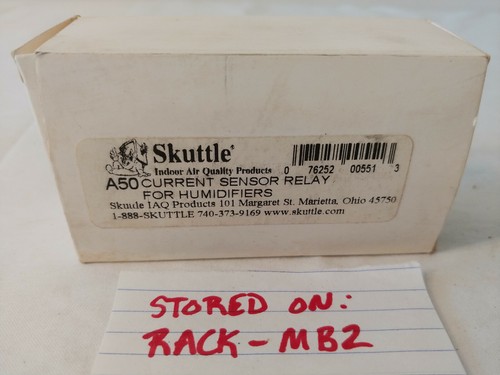 Skuttle®
Indoor Air Quality Products 0 76252 00551 3
A50 CURRENT SENSOR RELAY
FOR HUMIDIFIERS
Skuttle IAQ Products 101 Margaret St. Marietta, Ohio 45750
1-888-SKUTTLE 740-373-9169 www.skuttle.com
STORED ON:
RACK - MB2